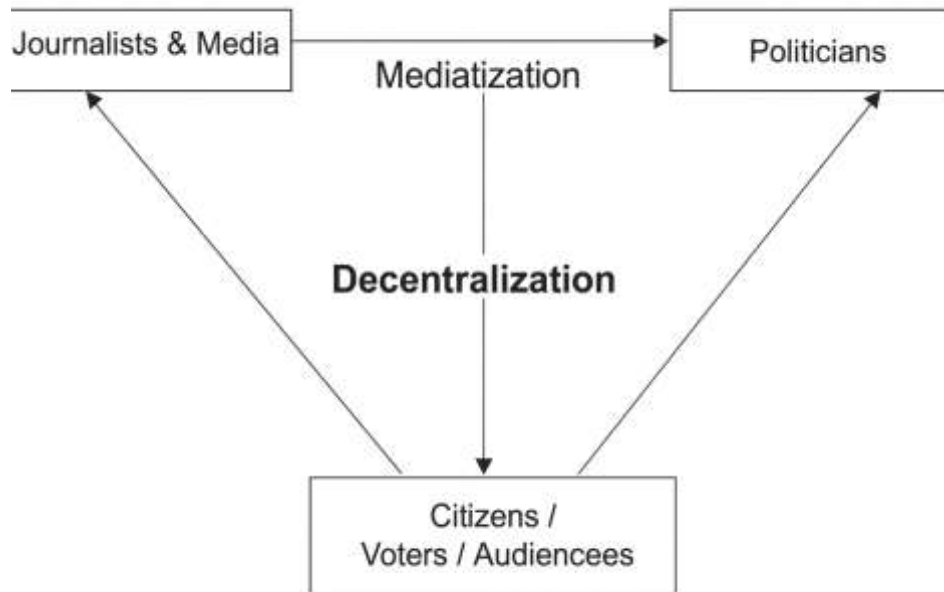 Journalists & Media
Politicians
Mediatization
Decentralization
Citizens /
Voters / Audiencees